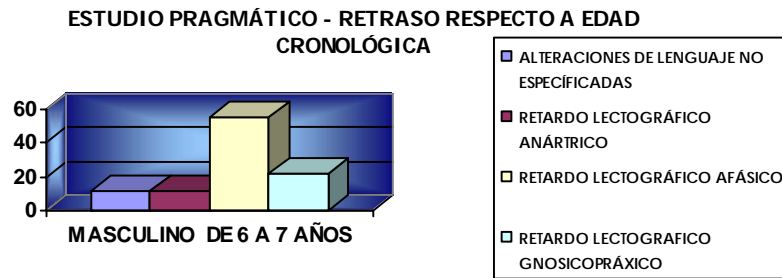 ESTUDIO PRAGMÁTICO - RETRASO RESPECTO A EDAD
CRONOLÓGICA
60
40
20
0
MASCULINO DE 6 A 7 AÑOS
ALTERACIONES DE LENGUAJE NO
ESPECÍFICADAS
RETARDO LECTOGRÁFICO
ANÁRTRICO
RETARDO LECTOGRÁFICO AFÁSICO
RETARDO LECTOGRAFICO
GNOSICOPRÁXICO